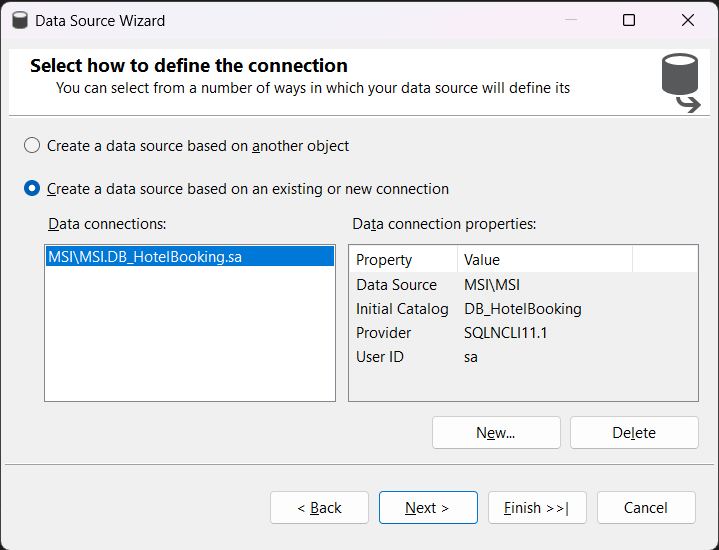 Data Source Wizard
Select how to define the connection
You can select from a number of ways in which your data source will define its
Create a data source based on another object
Create a data source based on an existing or new connection
Data connections:
Data connection properties:
MSI\MSI.DB_HotelBooking.sa
Property Value
Data Source MSI\MSI
Initial Catalog DB_HotelBooking
Provider SQLNCLI11.1
User ID sa
New... Delete
< Back Next > Finish >>| Cancel